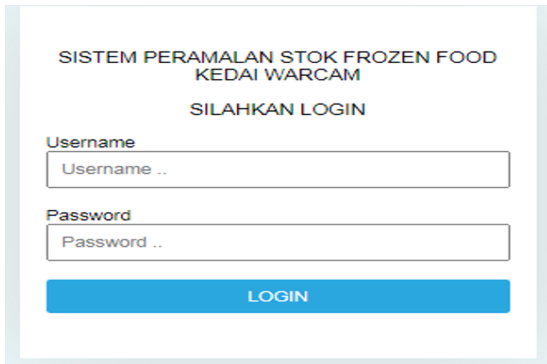 SISTEM PERAMALAN STOK FROZEN FOOD
KEDAI WARCAM
SILAHKAN LOGIN
Username
Username ..
Password
Password ..
LOGIN